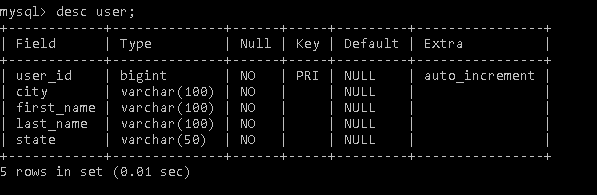 mysql> desc user;
+------------+--------------+------+-----+---------+----------------+
| Field      | Type         | Null | Key | Default | Extra          |
+------------+--------------+------+-----+---------+----------------+
| user_id    | bigint       | NO   | PRI | NULL    | auto_increment |
| city       | varchar(100) | NO   |     | NULL    |                |
| first_name | varchar(100) | NO   |     | NULL    |                |
| last_name  | varchar(100) | NO   |     | NULL    |                |
| state      | varchar(50)  | NO   |     | NULL    |                |
+------------+--------------+------+-----+---------+----------------+
5 rows in set (0.01 sec)